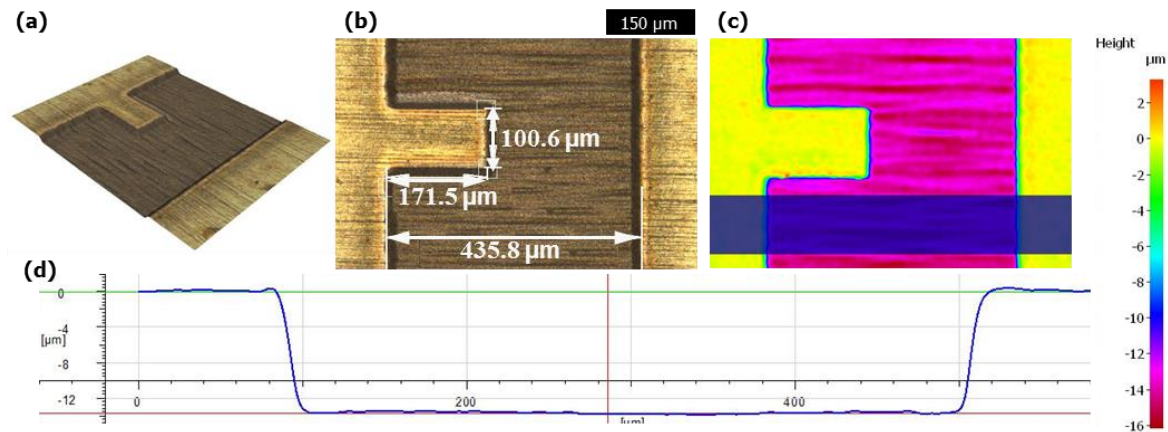 (a)
(b)
150 µm
(c)
Height
µm
2
0
-2
-4
-6
-8
-10
-12
-14
-16
100.6 µm
171.5 µm
435.8 µm
(d)
0
-4
[µm]
-8
-12
0
200
400
[µm]